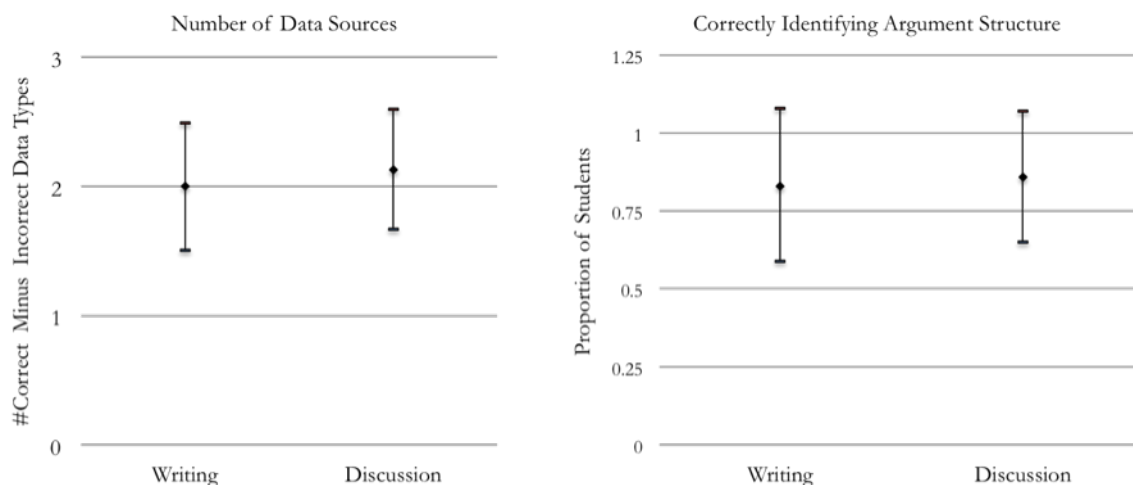 Number of Data Sources
#Correct Minus Incorrect Data Types
3
2
1
0
Writing
Discussion
Correctly Identifying Argument Structure
Proportion of Students
1.25
1
0.75
0.5
0.25
0
Writing
Discussion